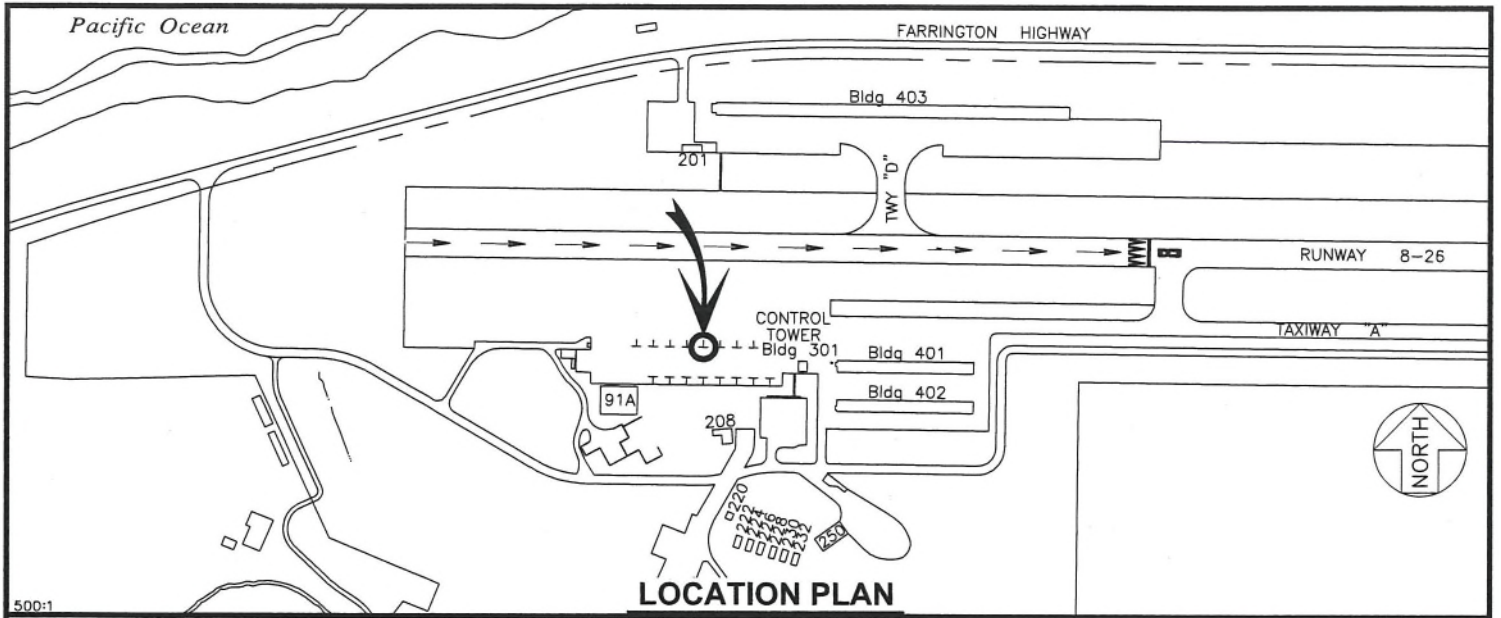 Pacific Ocean
FARRINGTON HIGHWAY
Bldg 403
201
TWY "D"
RUNWAY 8-26
CONTROL
TOWER
Bldg 301
TAXIWAY "A"
Bldg 401
Bldg 402
91A
208
NORTH
220
222
224
226
228
230
232
250
LOCATION PLAN
500:1